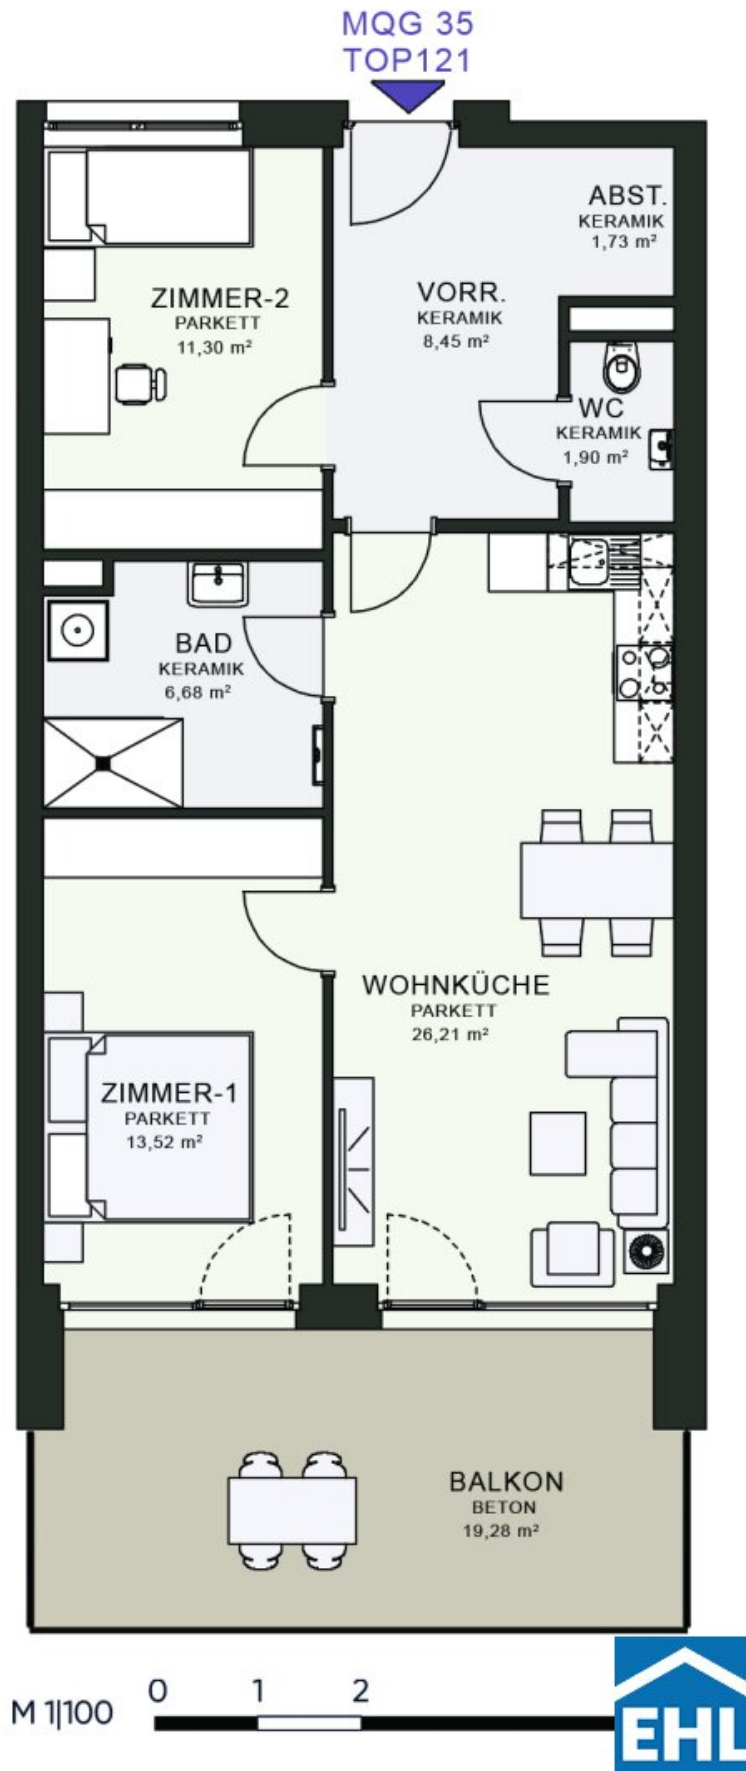 MQG 35
TOP121
ABST.
KERAMIK
1,73 m²
ZIMMER-2
PARKETT
11,30 m²
VORR.
KERAMIK
8,45 m²
WC
KERAMIK
1,90 m²
BAD
KERAMIK
6,68 m²
WOHNKÜCHE
PARKETT
26,21 m²
ZIMMER-1
PARKETT
13,52 m²
BALKON
BETON
19,28 m²
M 1|100 0 1 2
EHL